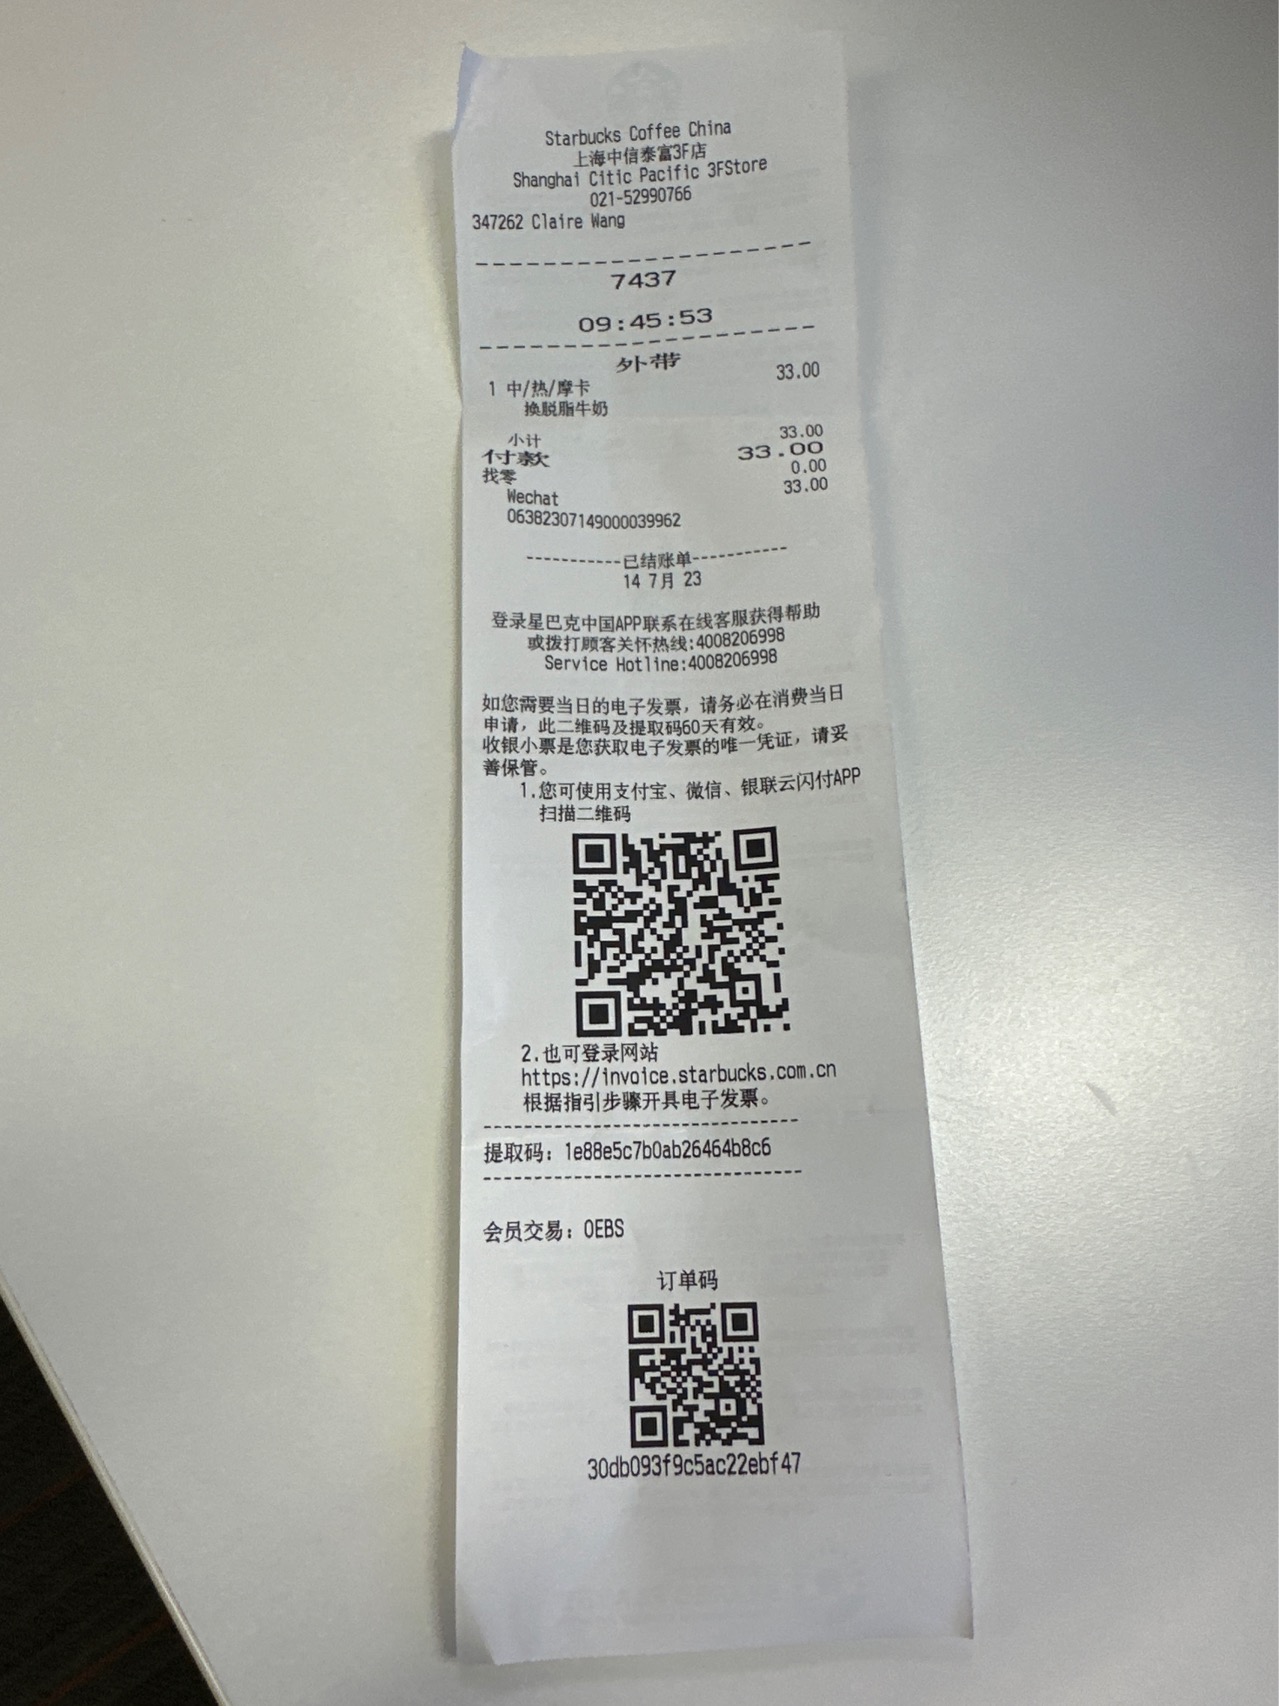 Starbucks Coffee China
上海中信泰富3F店
Shanghai Citic Pacific 3FStore
021-52990766
347262 Claire Wang
--------------------
7437
09:45:53
--------------------
外带
1 中/热/摩卡 33.00
换脱脂牛奶
小计 33.00
付款 33.00
找零 0.00
Wechat 33.00
06382307149000039962
-----------已结账单-----------
14 7月 23
登录星巴克中国APP联系在线客服获得帮助
或拨打顾客关怀热线:4008206998
Service Hotline:4008206998
如您需要当日的电子发票，请务必在消费当日
申请，此二维码及提取码60天有效。
收银小票是您获取电子发票的唯一凭证，请妥
善保管。
1.您可使用支付宝、微信、银联云闪付APP
扫描二维码
2.也可登录网站
https://invoice.starbucks.com.cn
根据指引步骤开具电子发票。
------------------------------------
提取码：1e88e5c7b0ab26464b8c6
------------------------------------
会员交易：OEBS
订单码
30db093f9c5ac22ebf47